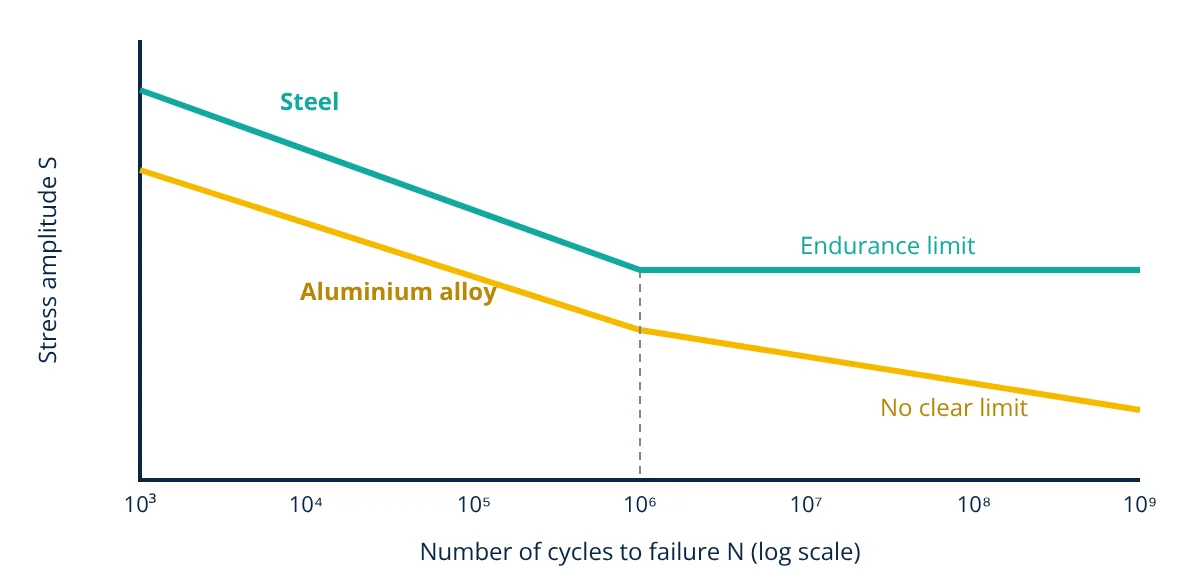 Steel
Stress amplitude S
Endurance limit
Aluminium alloy
No clear limit
10³ 10⁴ 10⁵ 10⁶ 10⁷ 10⁸ 10⁹
Number of cycles to failure N (log scale)